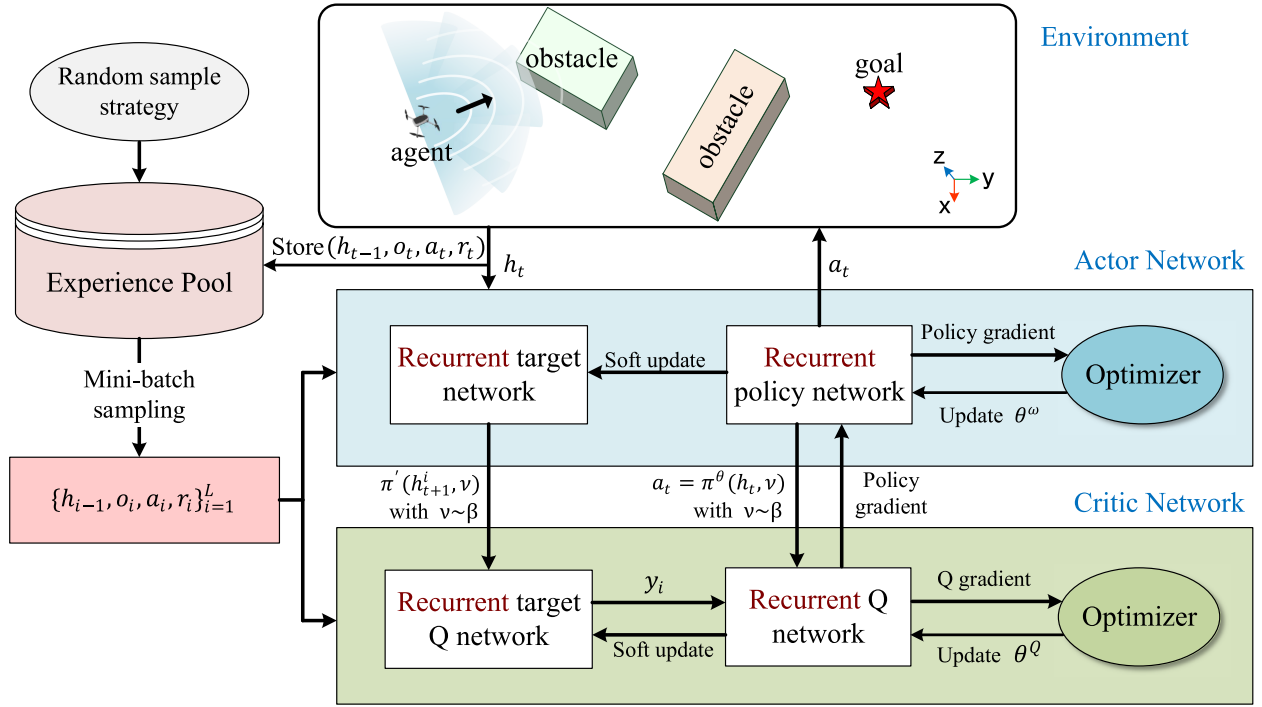 Environment
obstacle
goal
agent
obstacle
z
y
x
Random sample
strategy
Experience Pool
Store(h_{t−1}, o_t, a_t, r_t)
h_t
a_t
Mini-batch
sampling
{h_{i−1}, o_i, a_i, r_i}_{i=1}^{L}
Actor Network
Recurrent target
network
Soft update
Recurrent
policy network
Policy gradient
Update θ^ω
Optimizer
π′(h_{t+1}^i, ν)
with ν~β
a_t = π^θ(h_t, ν)
with ν~β
Policy
gradient
Critic Network
Recurrent target
Q network
y_i
Soft update
Recurrent Q
network
Q gradient
Update θ^Q
Optimizer